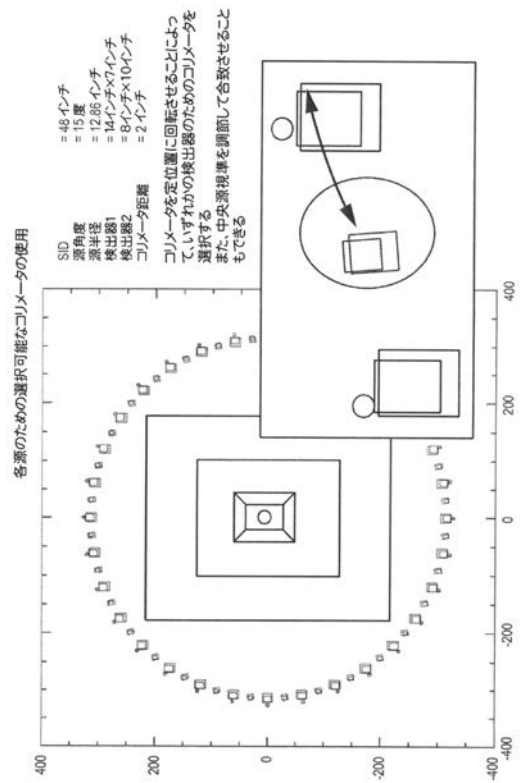 各源のための選択可能なコリメータの使用
SID = 48 インチ
源角度 = 15 度
源半径 = 12.86 インチ
検出器1 = 14インチ×7インチ
検出器2 = 8インチ×10インチ
コリメータ距離 = 2 インチ
コリメータを定位置に回転させることによっ
て、いずれかの検出器のためのコリメータを
選択する
また、中央源視準を調節して合致させること
もできる
400
200
0
-200
-400
-400
-200
0
200
400